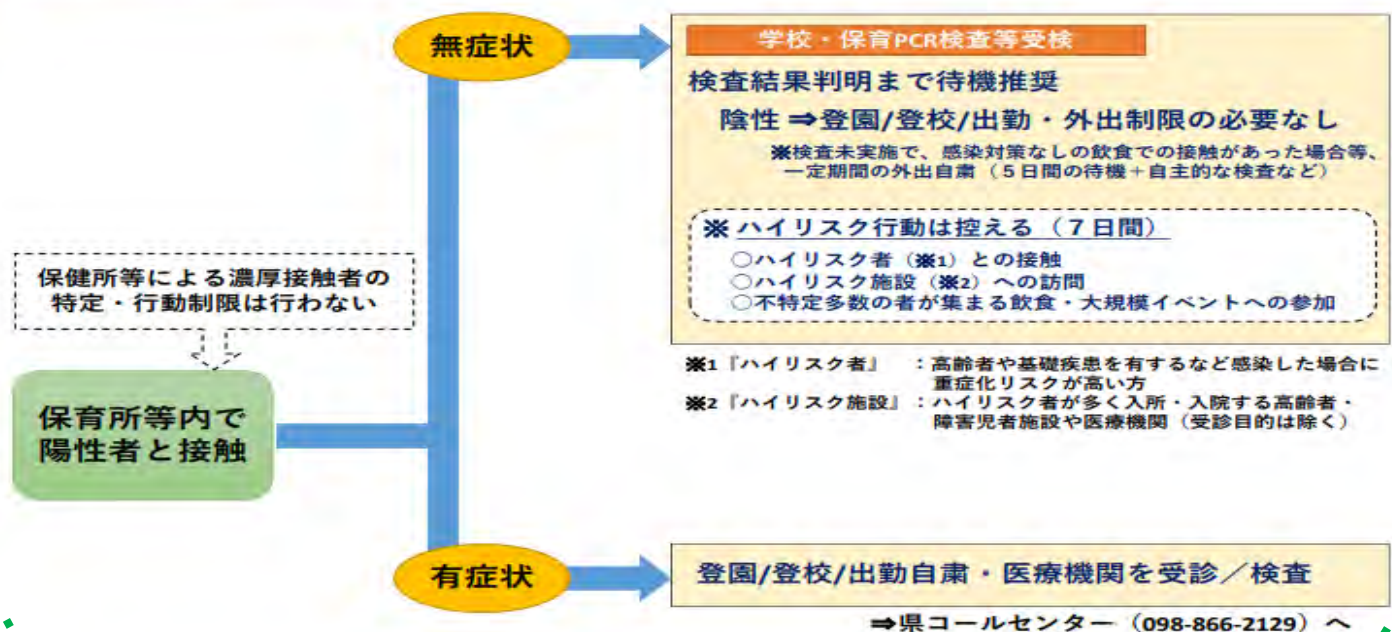 無症状
学校・保育PCR検査等受検
検査結果判明まで待機推奨
陰性 ⇒登園/登校/出勤・外出制限の必要なし
※検査未実施で、感染対策なしの飲食での接触があった場合等、
一定期間の外出自粛（５日間の待機＋自主的な検査など）
※ ハイリスク行動は控える（７日間）
○ハイリスク者（※1）との接触
○ハイリスク施設（※2）への訪問
○不特定多数の者が集まる飲食・大規模イベントへの参加
※1『ハイリスク者』　：高齢者や基礎疾患を有するなど感染した場合に
重症化リスクが高い方
※2『ハイリスク施設』：ハイリスク者が多く入所・入院する高齢者・
障害児者施設や医療機関（受診目的は除く）
保健所等による濃厚接触者の
特定・行動制限は行わない
保育所等内で
陽性者と接触
有症状
登園/登校/出勤自粛・医療機関を受診／検査
⇒県コールセンター（098-866-2129）へ